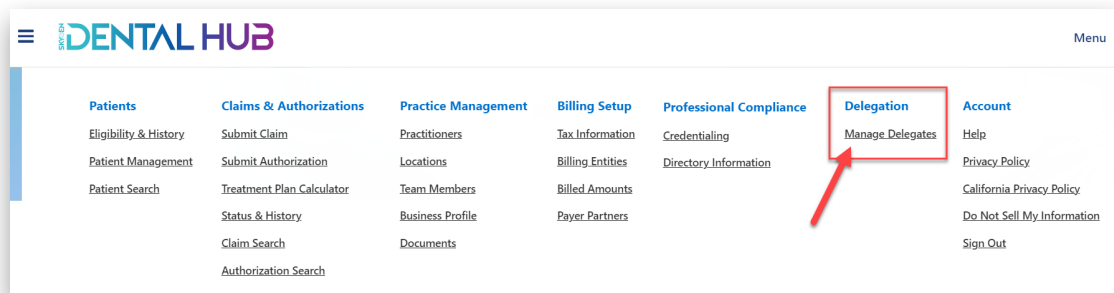 SKYGEN DENTAL HUB
Menu
Patients
Eligibility & History
Patient Management
Patient Search
Claims & Authorizations
Submit Claim
Submit Authorization
Treatment Plan Calculator
Status & History
Claim Search
Authorization Search
Practice Management
Practitioners
Locations
Team Members
Business Profile
Documents
Billing Setup
Tax Information
Billing Entities
Billed Amounts
Payer Partners
Professional Compliance
Credentialing
Directory Information
Delegation
Manage Delegates
Account
Help
Privacy Policy
California Privacy Policy
Do Not Sell My Information
Sign Out